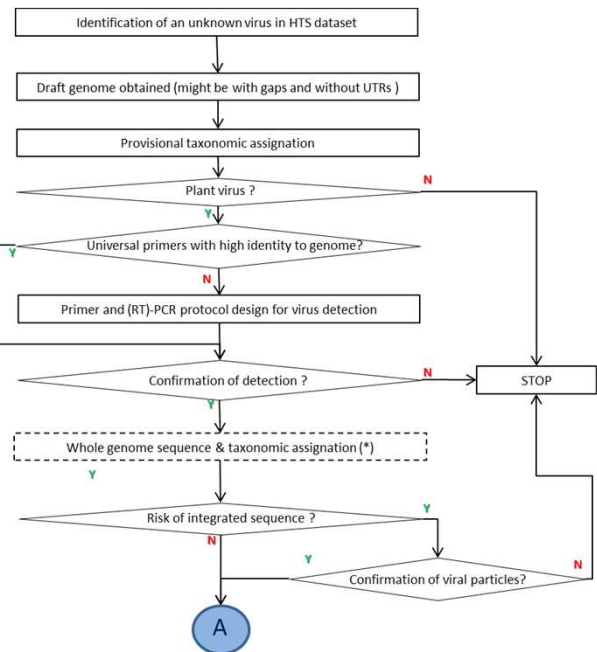 Identification of an unknown virus in HTS dataset
Draft genome obtained (might be with gaps and without UTRs )
Provisional taxonomic assignation
N
Plant virus ?
Y
Universal primers with high identity to genome?
Y
N
Primer and (RT)-PCR protocol design for virus detection
N
Confirmation of detection ?
STOP
Y
Whole genome sequence & taxonomic assignation (*)
Y
Risk of integrated sequence ?
Y
N
Y
N
Confirmation of viral particles?
A